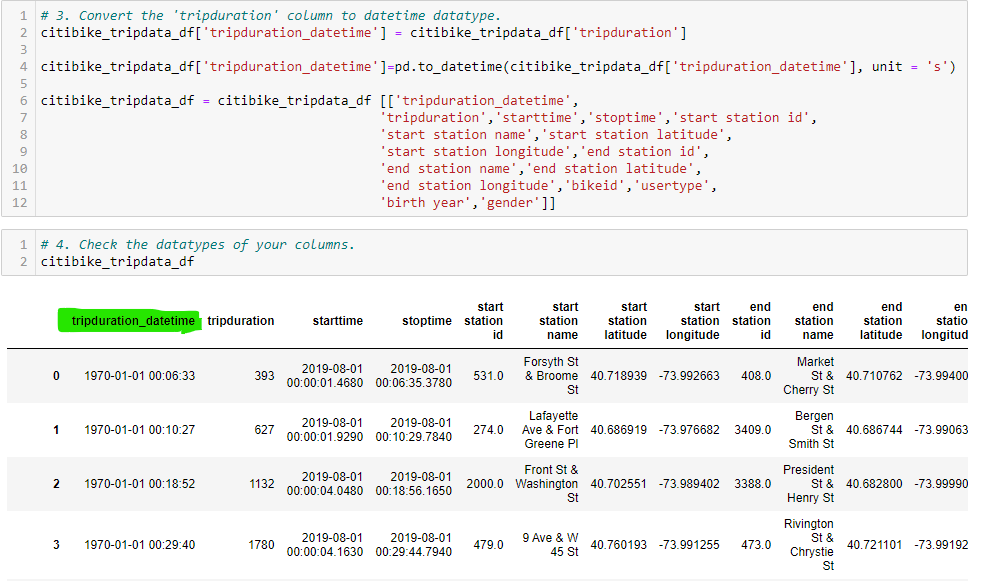 1 # 3. Convert the 'tripduration' column to datetime datatype.
2 citibike_tripdata_df['tripduration_datetime'] = citibike_tripdata_df['tripduration']
3
4 citibike_tripdata_df['tripduration_datetime']=pd.to_datetime(citibike_tripdata_df['tripduration_datetime'], unit = 's')
5
6 citibike_tripdata_df = citibike_tripdata_df [['tripduration_datetime',
7 'tripduration','starttime','stoptime','start station id',
8 'start station name','start station latitude',
9 'start station longitude','end station id',
10 'end station name','end station latitude',
11 'end station longitude','bikeid','usertype',
12 'birth year','gender']]
1 # 4. Check the datatypes of your columns.
2 citibike_tripdata_df
tripduration_datetime tripduration starttime stoptime start station id start station name start station latitude start station longitude end station id end station name end station latitude en statio longitud
0 1970-01-01 00:06:33 393 2019-08-01 00:00:01.4680 2019-08-01 00:06:35.3780 531.0 Forsyth St & Broome St 40.718939 -73.992663 408.0 Market St & Cherry St 40.710762 -73.99400
1 1970-01-01 00:10:27 627 2019-08-01 00:00:01.9290 2019-08-01 00:10:29.7840 274.0 Lafayette Ave & Fort Greene Pl 40.686919 -73.976682 3409.0 Bergen St & Smith St 40.686744 -73.99063
2 1970-01-01 00:18:52 1132 2019-08-01 00:00:04.0480 2019-08-01 00:18:56.1650 2000.0 Front St & Washington St 40.702551 -73.989402 3388.0 President St & Henry St 40.682800 -73.99990
3 1970-01-01 00:29:40 1780 2019-08-01 00:00:04.1630 2019-08-01 00:29:44.7940 479.0 9 Ave & W 45 St 40.760193 -73.991255 473.0 Rivington St & Chrystie St 40.721101 -73.99192